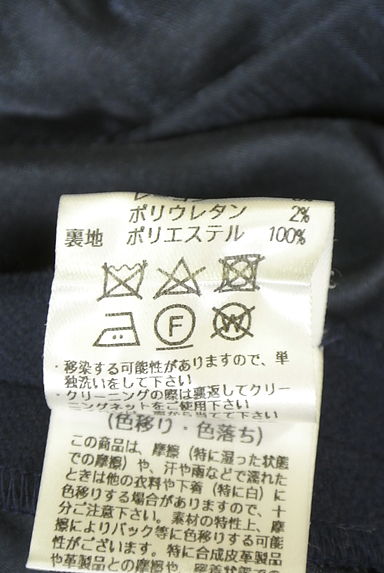 ポリウレタン 2%
裏地 ポリエステル 100%
F
W
・移染する可能性がありますので、単
独洗いをして下さい
・クリーニングの際は裏返してクリー
ニングネットをご使用下さい
(色移り・色落ち)
この商品は、摩擦(特に湿った状態
での摩擦)や、汗や雨などで濡れた
ときは他の衣料や下着(特に白)に
色移りする場合がありますので、十
分ご注意下さい。素材の特性上、摩
擦によりバック等に色移りする可能
性がございます。特に合成皮革製品
や革製品との摩擦や、密着状態での